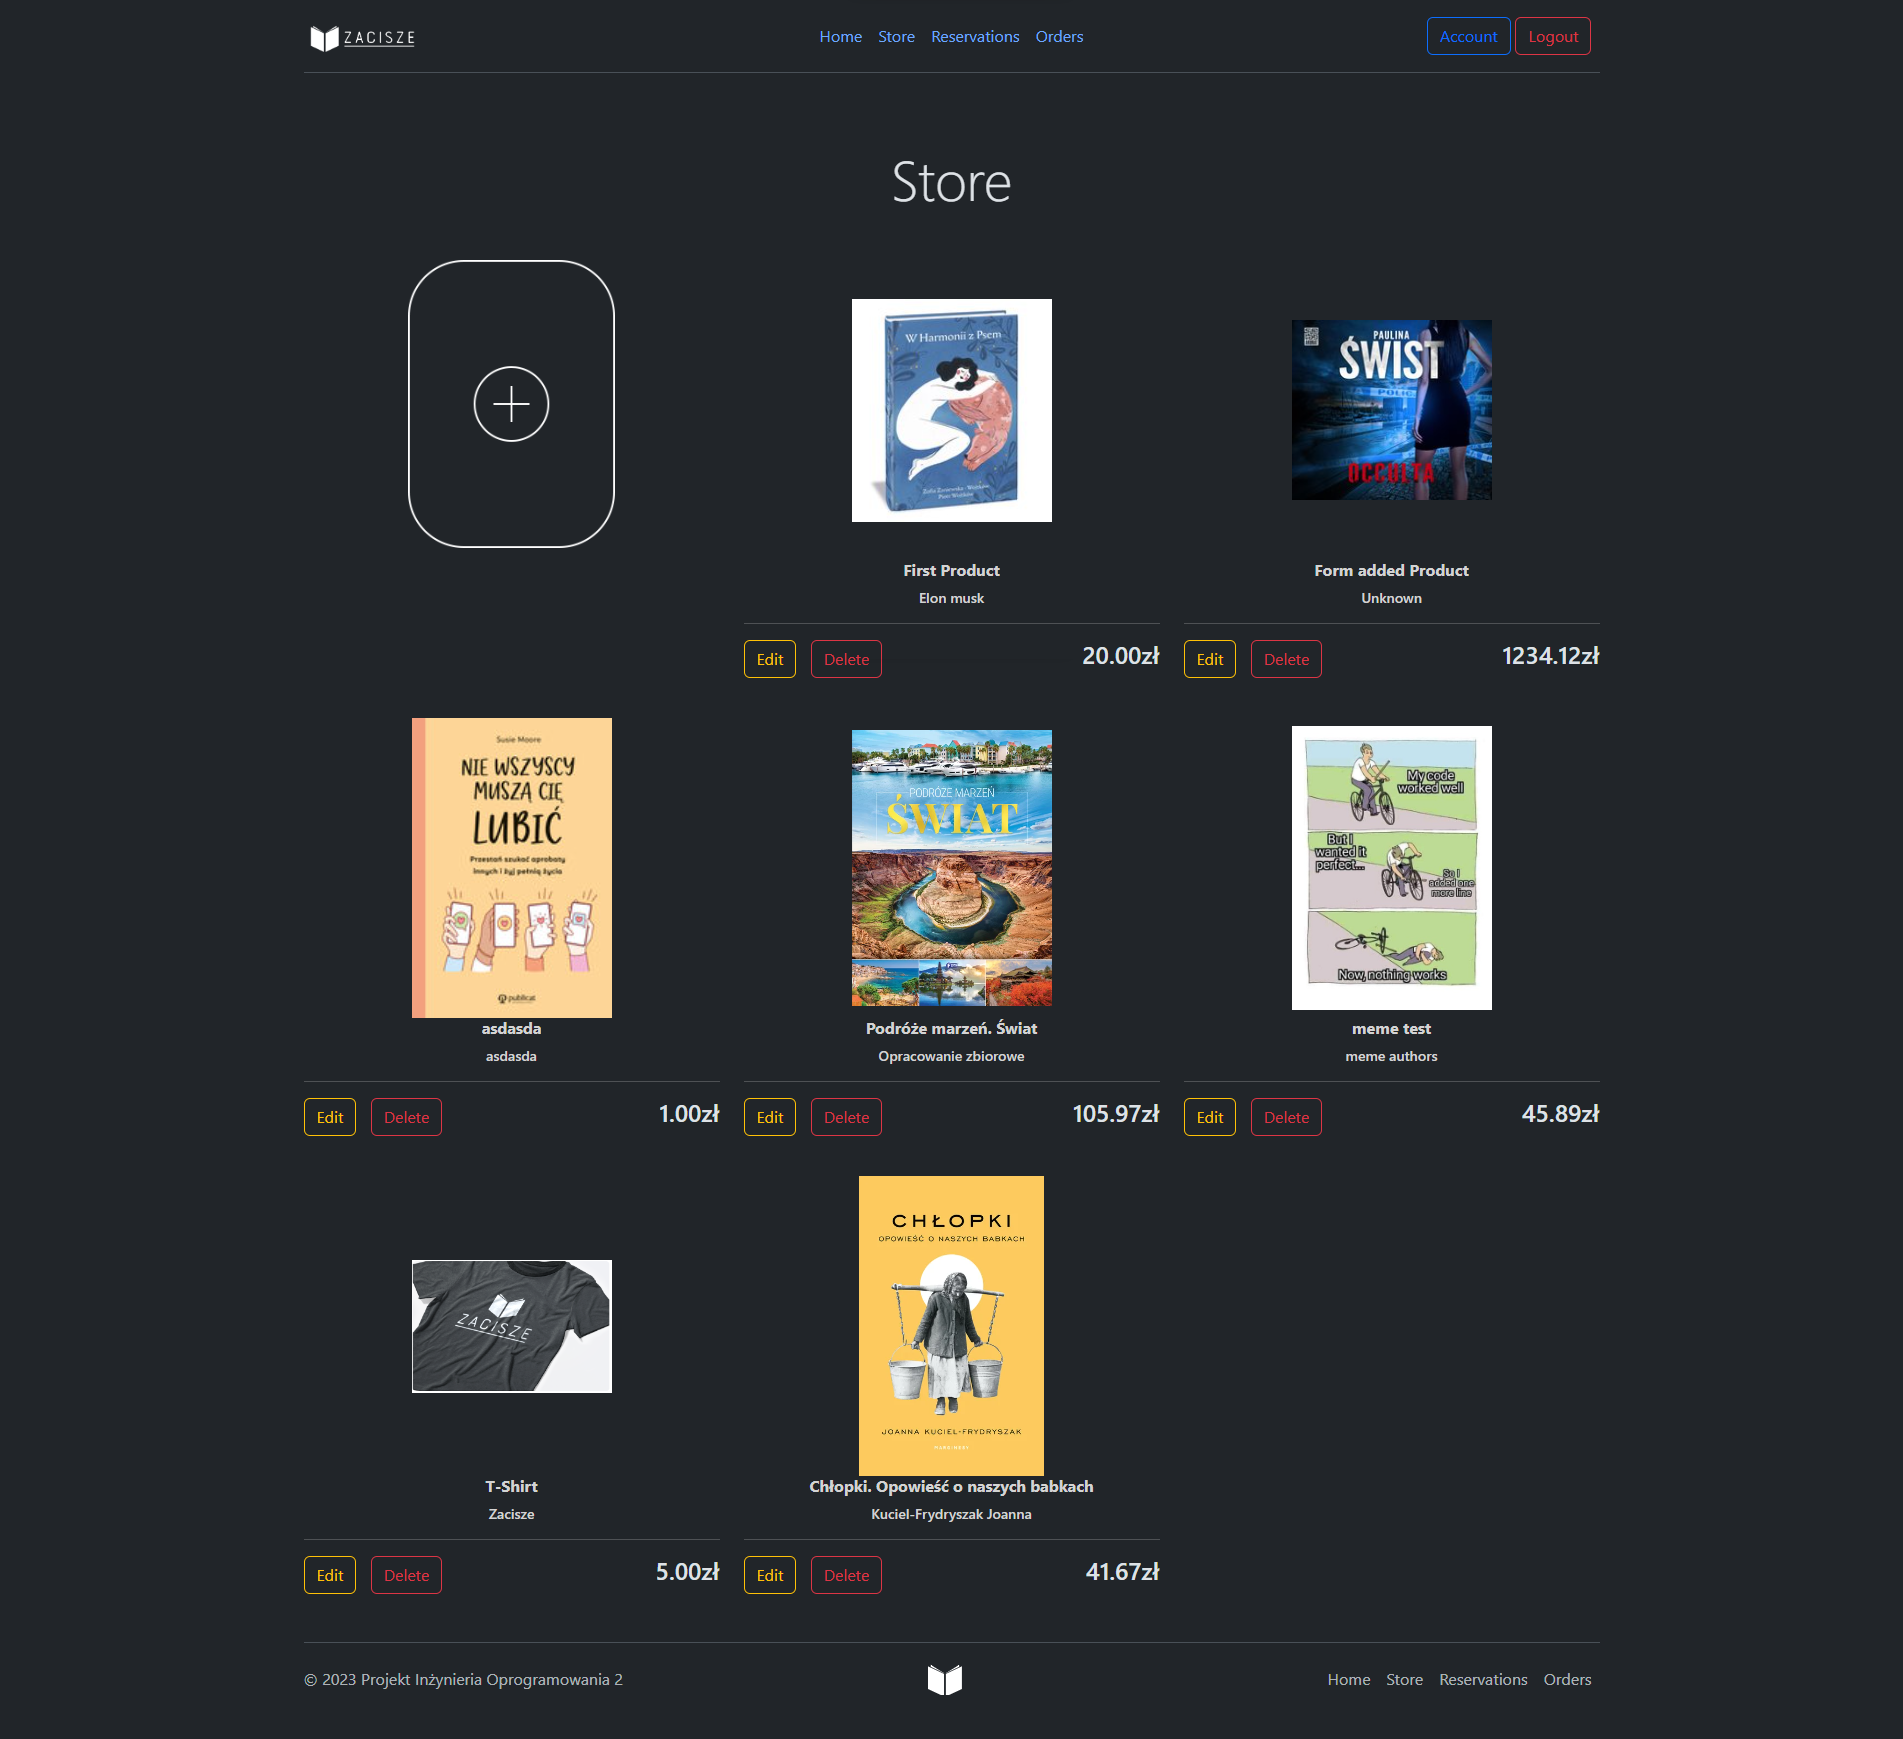 ZACISZE
Home Store Reservations Orders
Account Logout
Store
W Harmonii z Psem
PAULINA
ŚWIST
POLIC
OCCULTA
First Product
Elon musk
Edit Delete 20.00zł
Form added Product
Unknown
Edit Delete 1234.12zł
Susie Moore
NIE WSZYSCY
MUSZĄ CIĘ
LUBIĆ
Przestań szukać aprobaty
innych i żyj pełnią życia
publicat
asdasda
asdasda
Edit Delete 1.00zł
PODRÓŻE MARZEŃ
ŚWIAT
Podróże marzeń. Świat
Opracowanie zbiorowe
Edit Delete 105.97zł
My code
worked well
But I
wanted it
perfect...
So I
added one
more line
Now, nothing works
meme test
meme authors
Edit Delete 45.89zł
ZACISZE
T-Shirt
Zacisze
Edit Delete 5.00zł
CHŁOPKI
OPOWIEŚĆ O NASZYCH BABKACH
JOANNA KUCIEL-FRYDRYSZAK
Chłopki. Opowieść o naszych babkach
Kuciel-Frydryszak Joanna
Edit Delete 41.67zł
© 2023 Projekt Inżynieria Oprogramowania 2
Home Store Reservations Orders